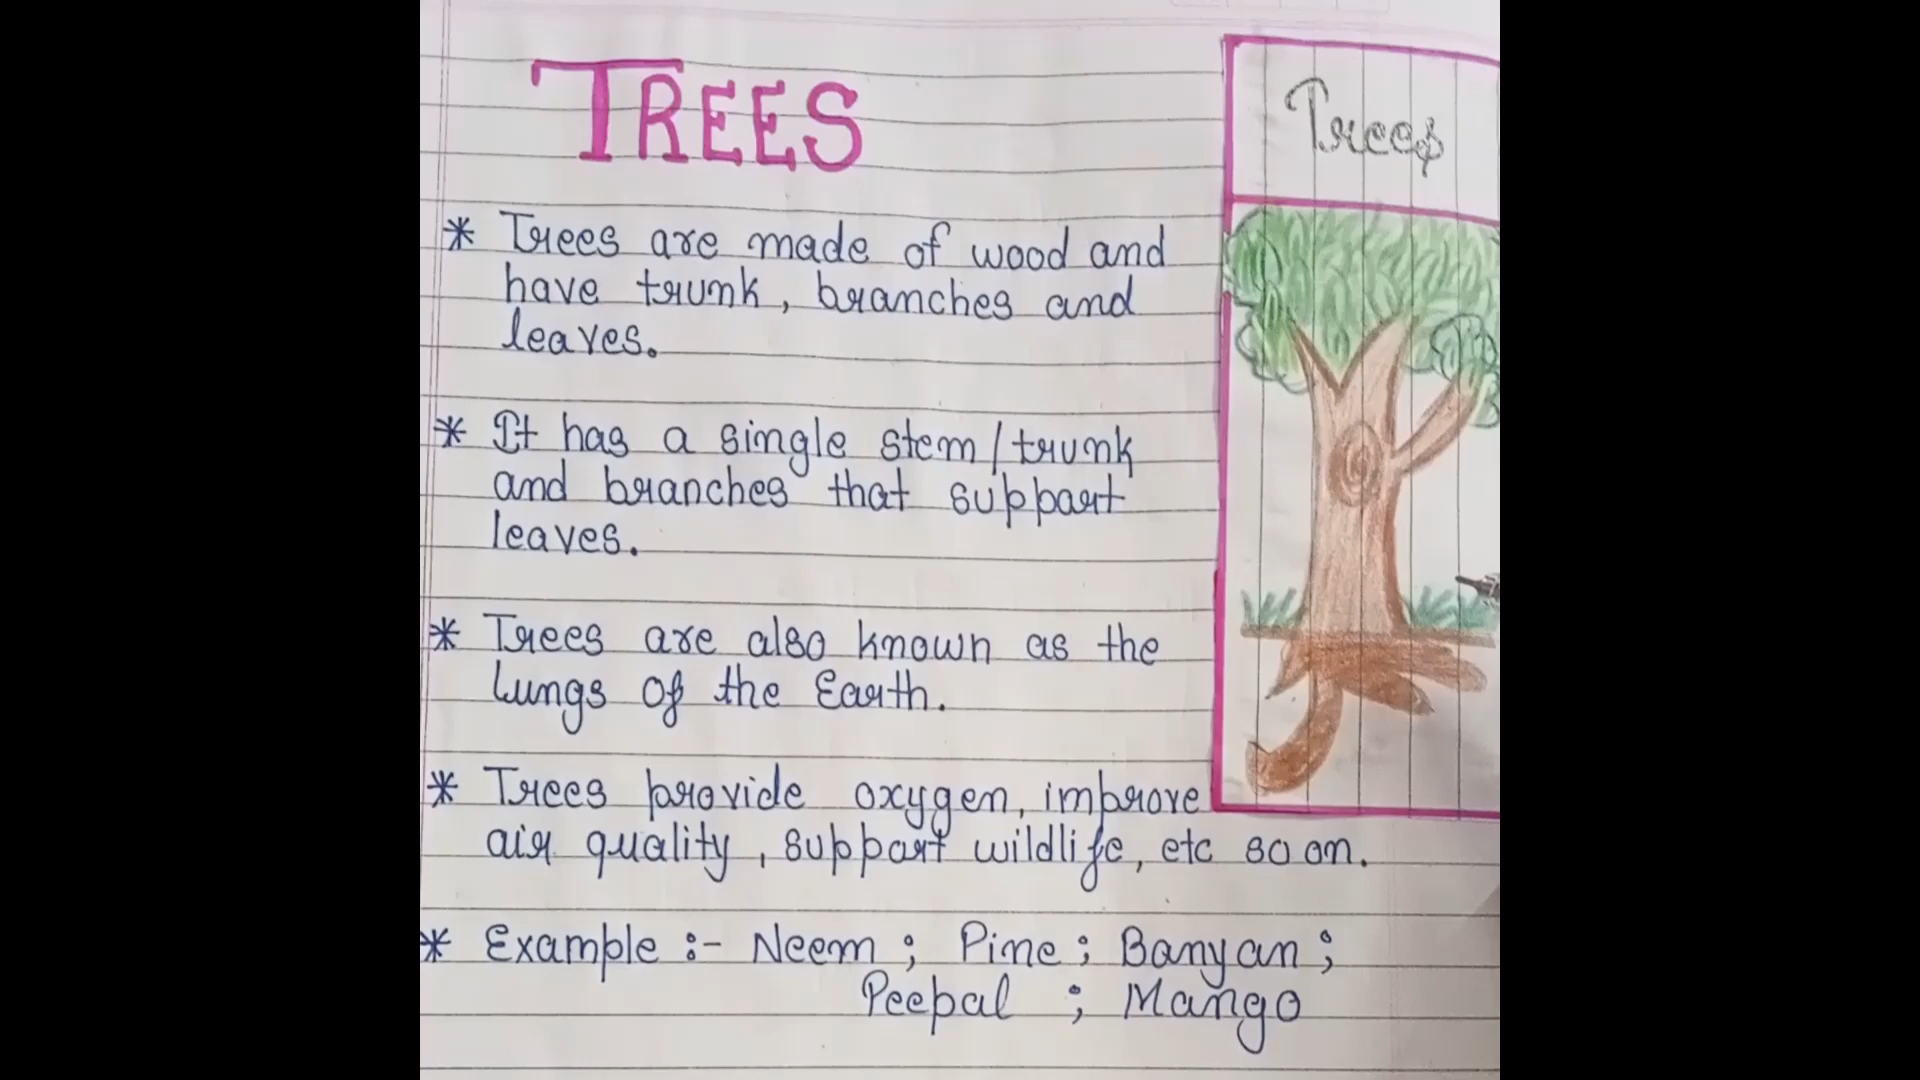 TREES
Trees
* Trees are made of wood and
have trunk, branches and
leaves.
* It has a single stem/trunk
and branches that support
leaves.
* Trees are also known as the
Lungs of the Earth.
* Trees provide oxygen, improve
air quality, support wildlife, etc so on.
* Example :- Neem ; Pine ; Banyan ;
Peepal ; Mango